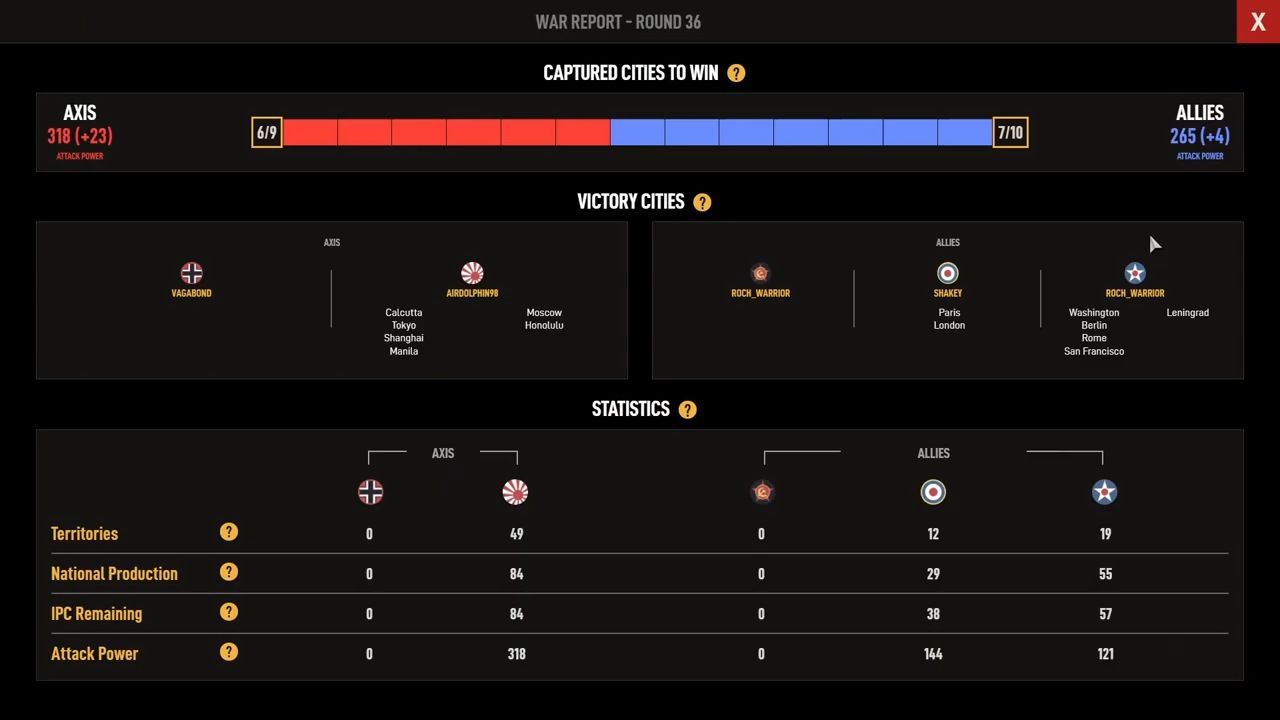 WAR REPORT - ROUND 36
X
CAPTURED CITIES TO WIN ?
AXIS
318 (+23)
ATTACK POWER
6/9
7/10
ALLIES
265 (+4)
ATTACK POWER
VICTORY CITIES ?
AXIS
VAGABOND
AIRDOLPHIN98
Calcutta
Tokyo
Shanghai
Manila
Moscow
Honolulu
ALLIES
ROCH_WARRIOR
SHAKEY
Paris
London
ROCH_WARRIOR
Washington
Berlin
Rome
San Francisco
Leningrad
STATISTICS ?
AXIS ALLIES
Territories ? 0 49 0 12 19
National Production ? 0 84 0 29 55
IPC Remaining ? 0 84 0 38 57
Attack Power ? 0 318 0 144 121